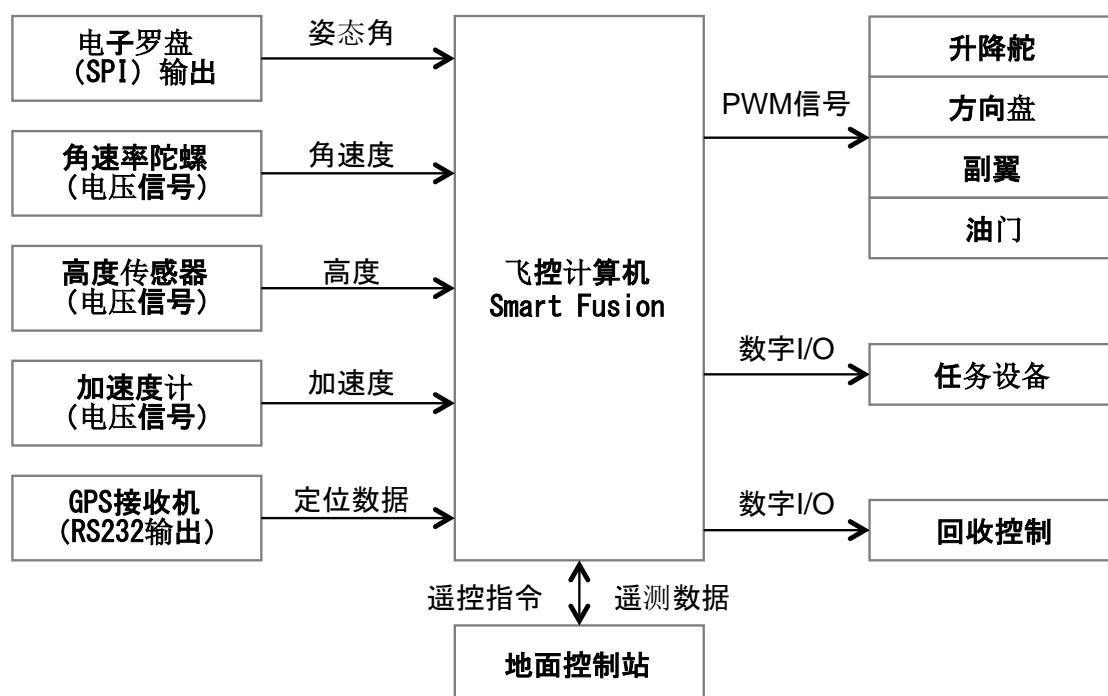 电子罗盘
（SPI）输出
姿态角
角速率陀螺
（电压信号）
角速度
高度传感器
（电压信号）
高度
加速度计
（电压信号）
加速度
GPS接收机
(RS232输出)
定位数据
飞控计算机
Smart Fusion
PWM信号
升降舵
方向盘
副翼
油门
数字I/O
任务设备
数字I/O
回收控制
遥控指令
遥测数据
地面控制站